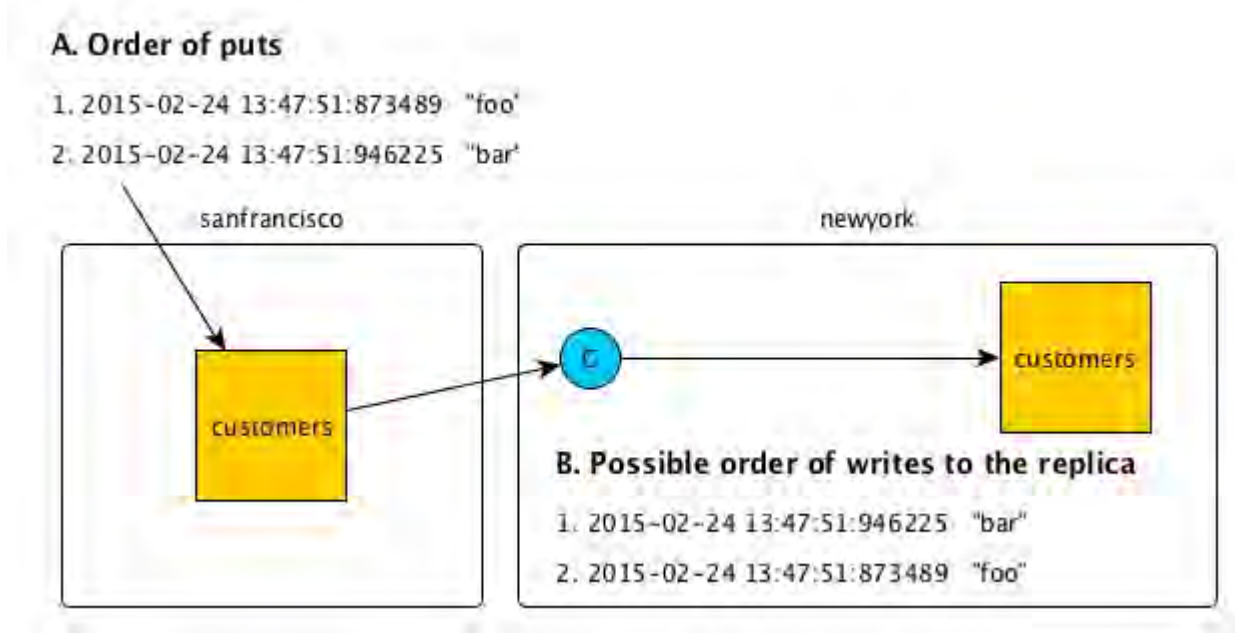 A. Order of puts
1. 2015-02-24 13:47:51:873489 "foo"
2. 2015-02-24 13:47:51:946225 "bar"
sanfrancisco
newyork
G
customers
customers
B. Possible order of writes to the replica
1. 2015-02-24 13:47:51:946225 "bar"
2. 2015-02-24 13:47:51:873489 "foo"